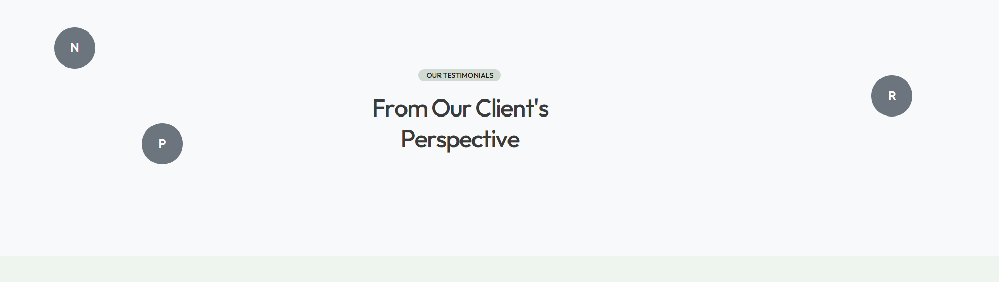 N
OUR TESTIMONIALS
R
From Our Client's
Perspective
P